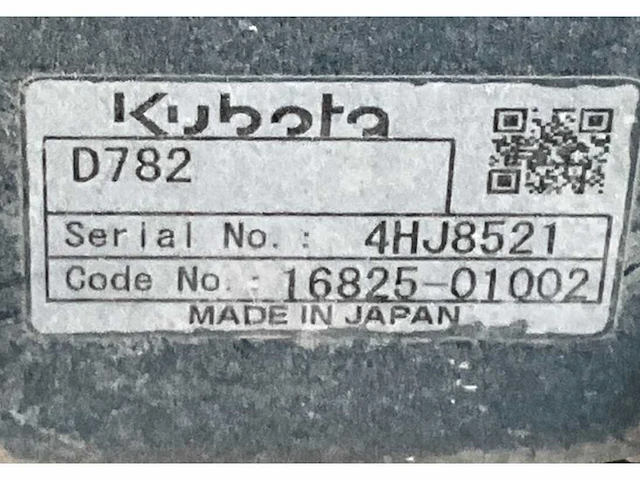 Kubota
D782
Serial No. : 4HJ8521
Code No. : 16825-01002
MADE IN JAPAN